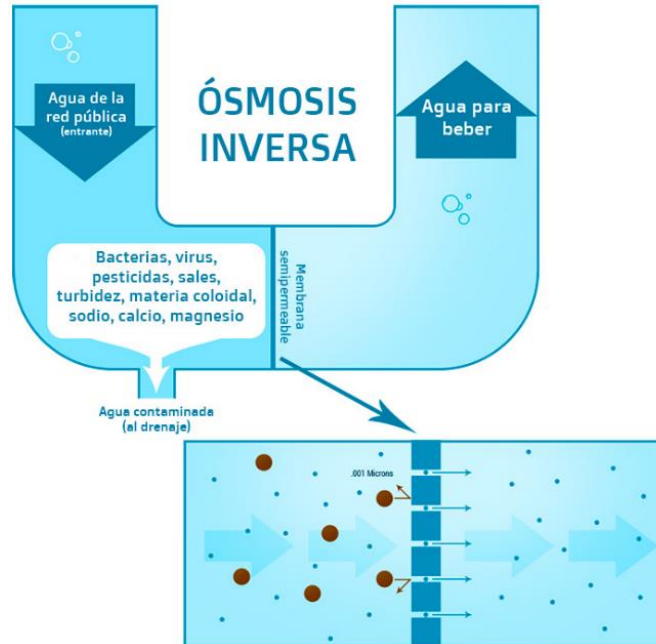 ÓSMOSIS
INVERSA
Agua de la
red pública
(entrante)
Agua para
beber
Bacterias, virus,
pesticidas, sales,
turbidez, materia coloidal,
sodio, calcio, magnesio
Membrana
semipermeable
Agua contaminada
(al drenaje)
.001 Microns